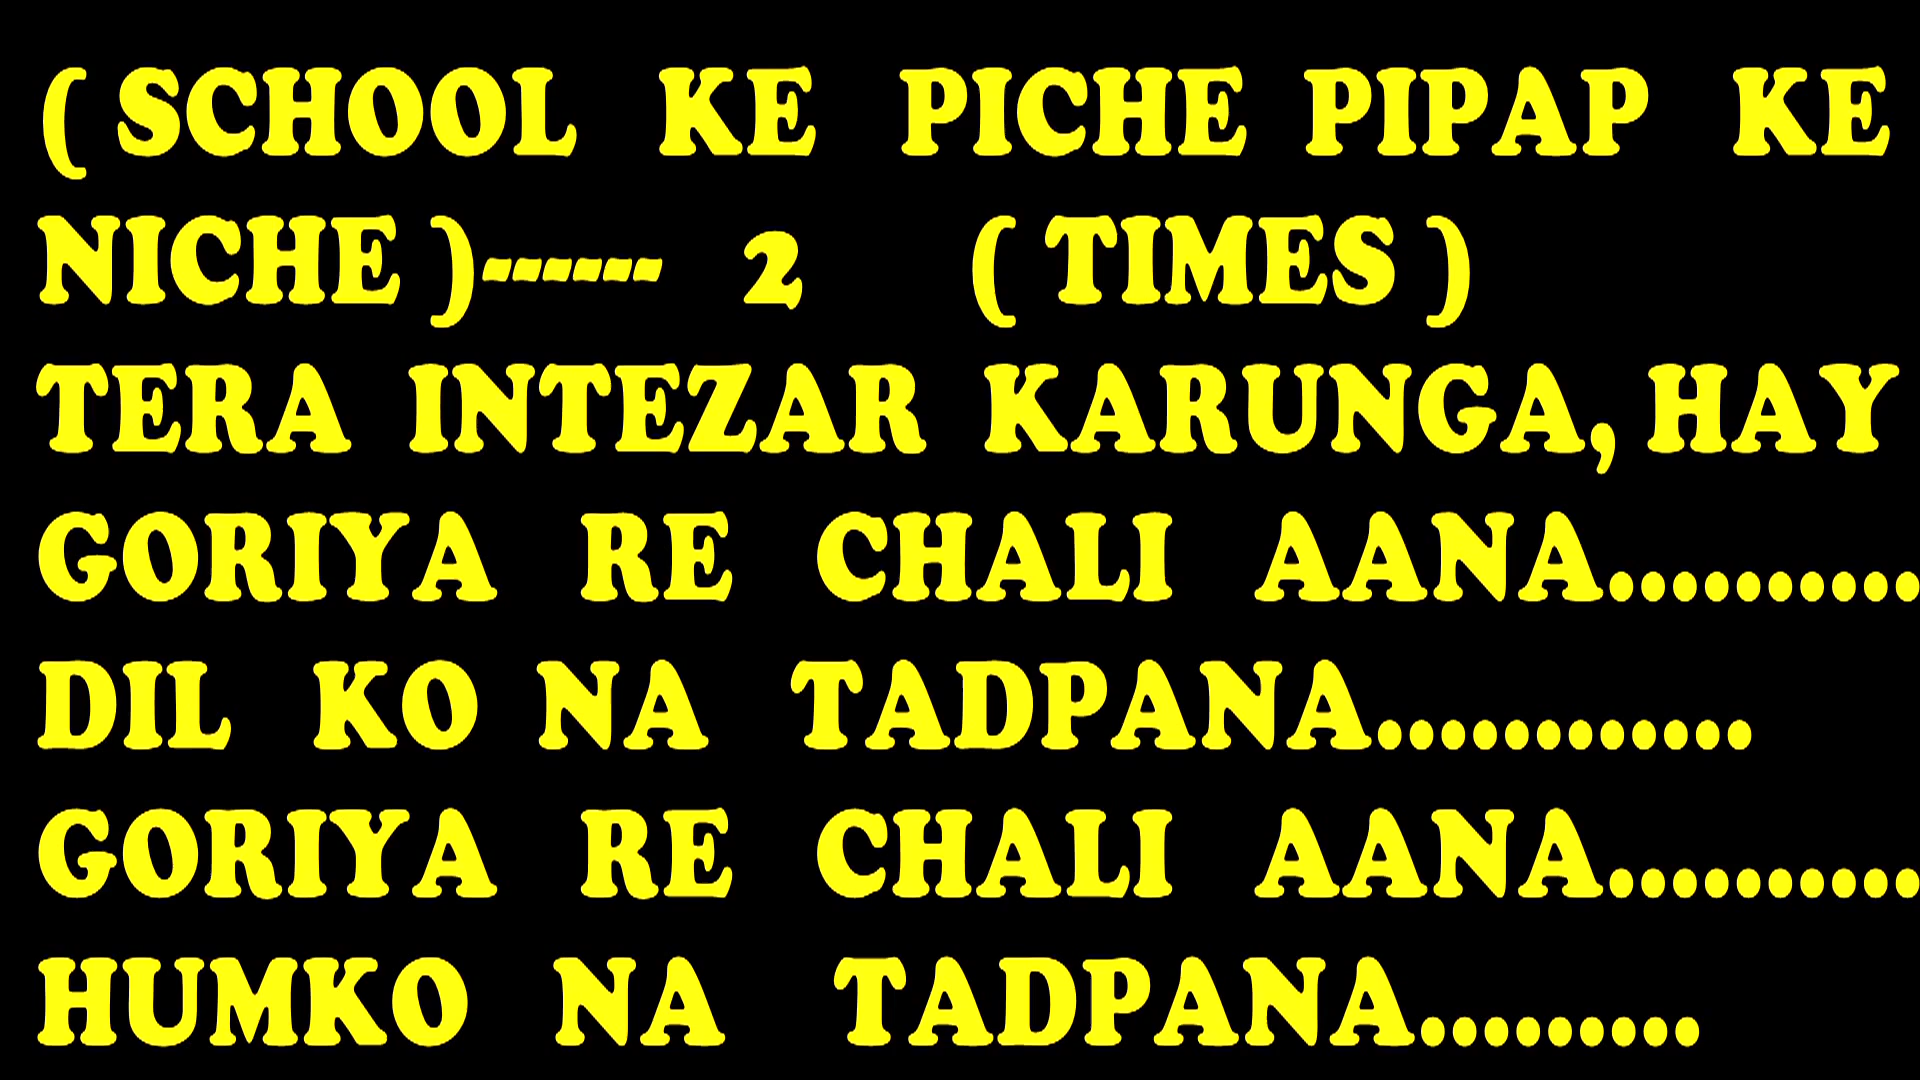 ( SCHOOL KE PICHE PIPAP KE
NICHE )~~~~~~ 2 ( TIMES )
TERA INTEZAR KARUNGA, HAY
GORIYA RE CHALI AANA..........
DIL KO NA TADPANA............
GORIYA RE CHALI AANA..........
HUMKO NA TADPANA.........